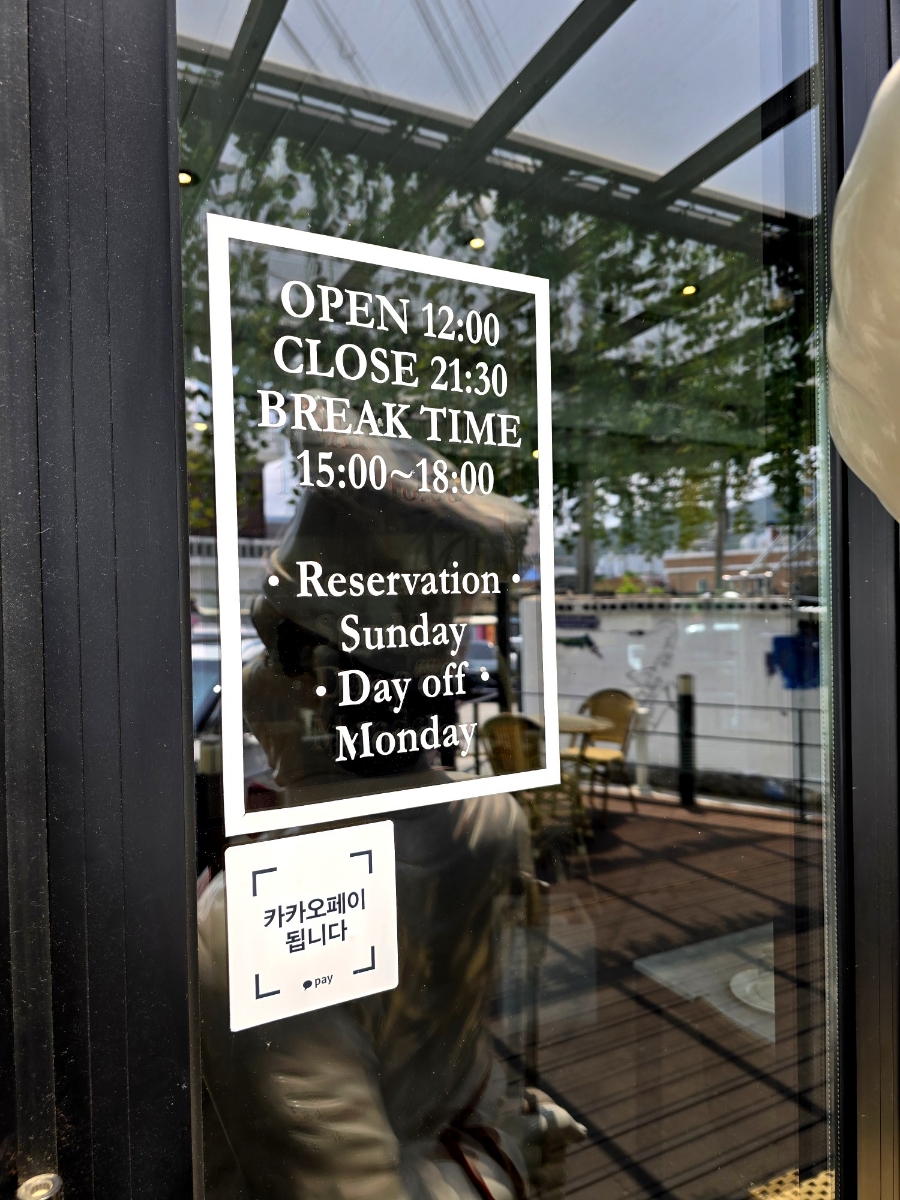 OPEN 12:00
CLOSE 21:30
BREAK TIME
15:00~18:00
• Reservation •
Sunday
• Day off •
Monday
카카오페이
됩니다
pay